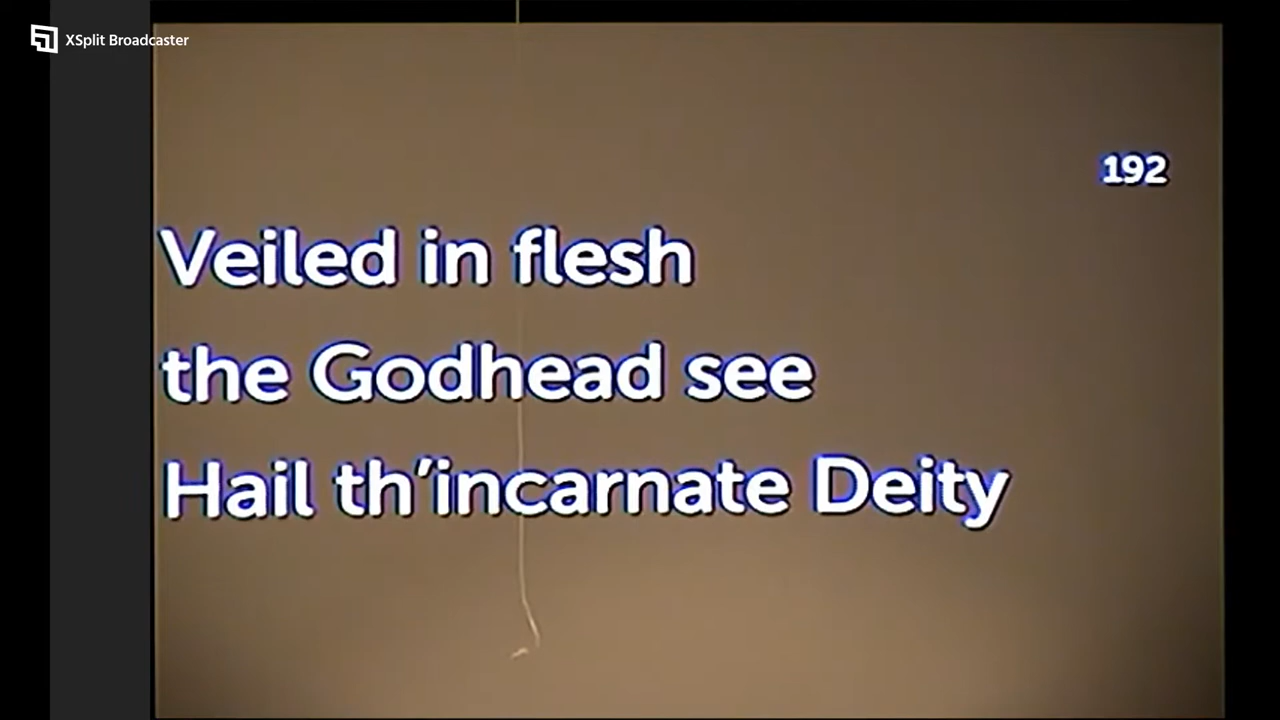 XSplit Broadcaster
192
Veiled in flesh
the Godhead see
Hail th'incarnate Deity